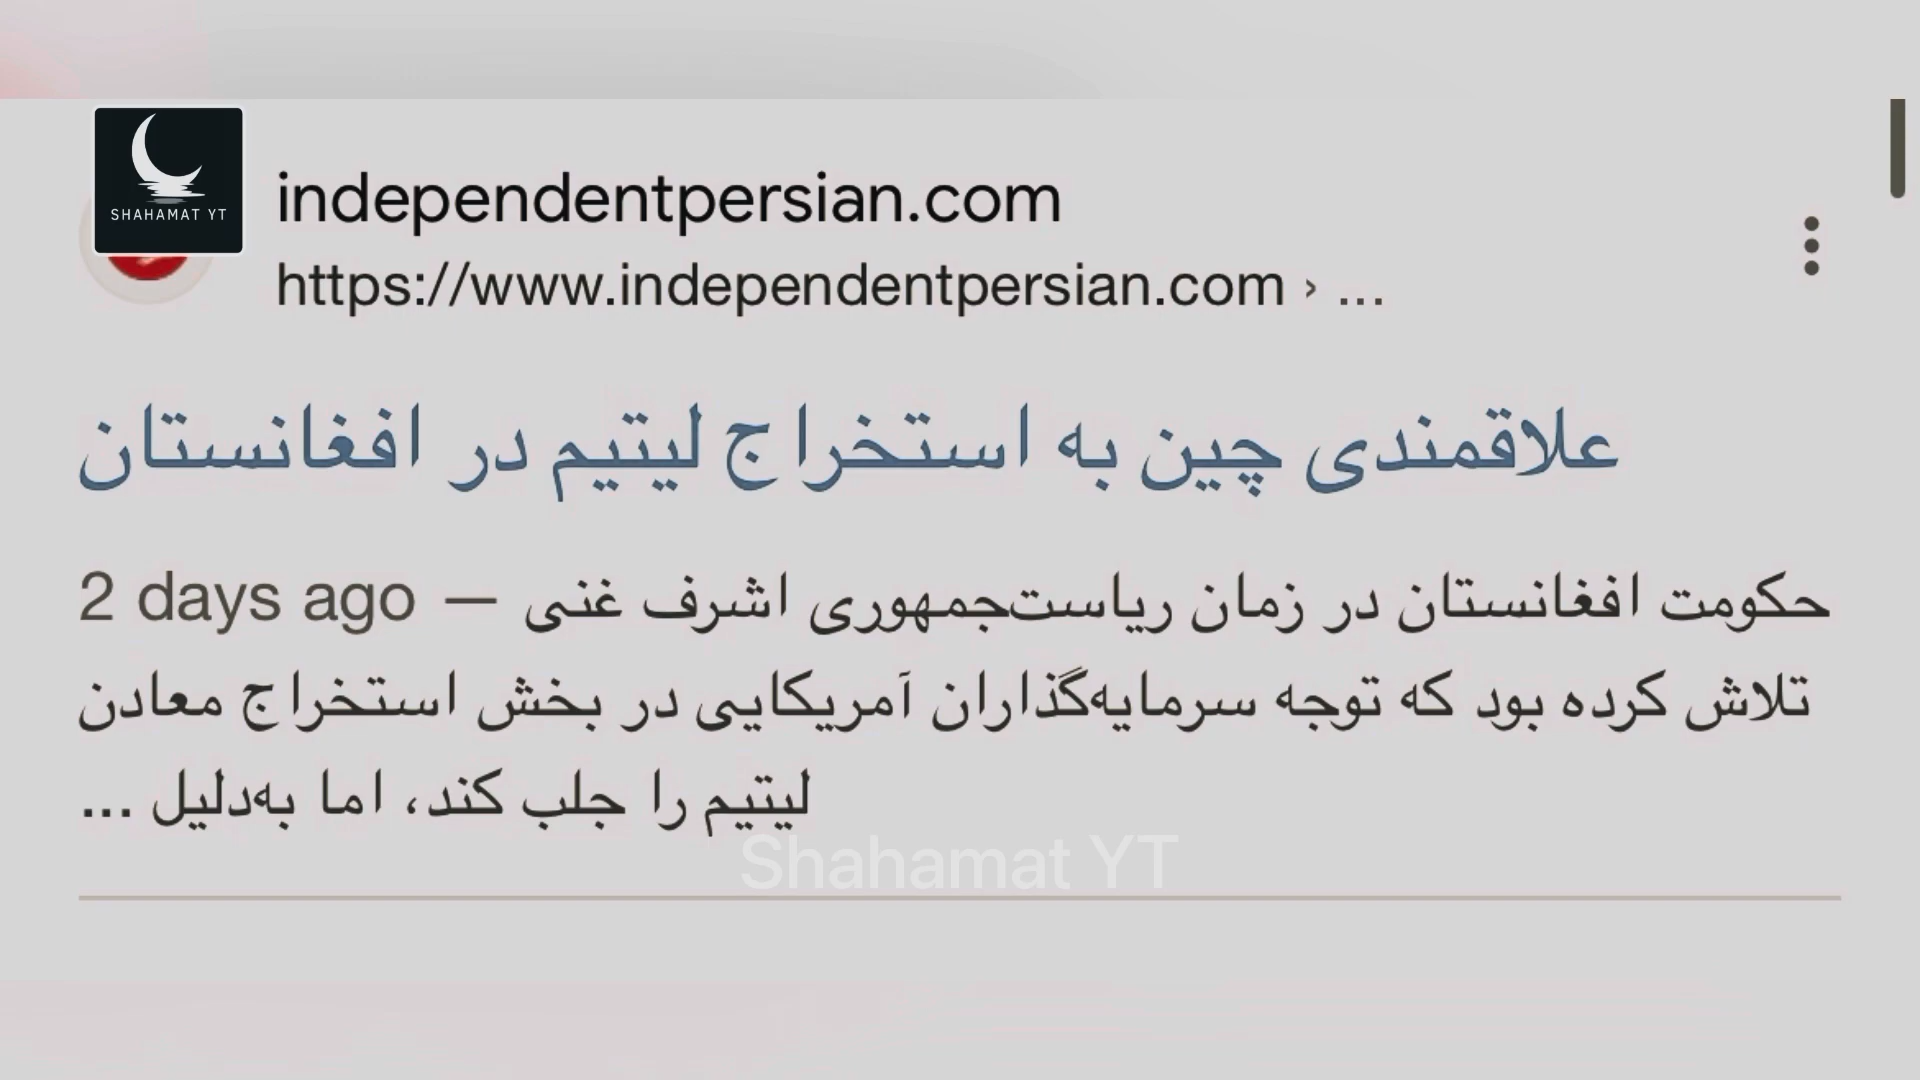 SHAHAMAT YT
independentpersian.com
https://www.independentpersian.com › ...
علاقمندی چین به استخراج لیتیم در افغانستان
2 days ago — حکومت افغانستان در زمان ریاست‌جمهوری اشرف غنی
تلاش کرده بود که توجه سرمایه‌گذاران آمریکایی در بخش استخراج معادن
لیتیم را جلب کند، اما به‌دلیل ...
Shahamat YT